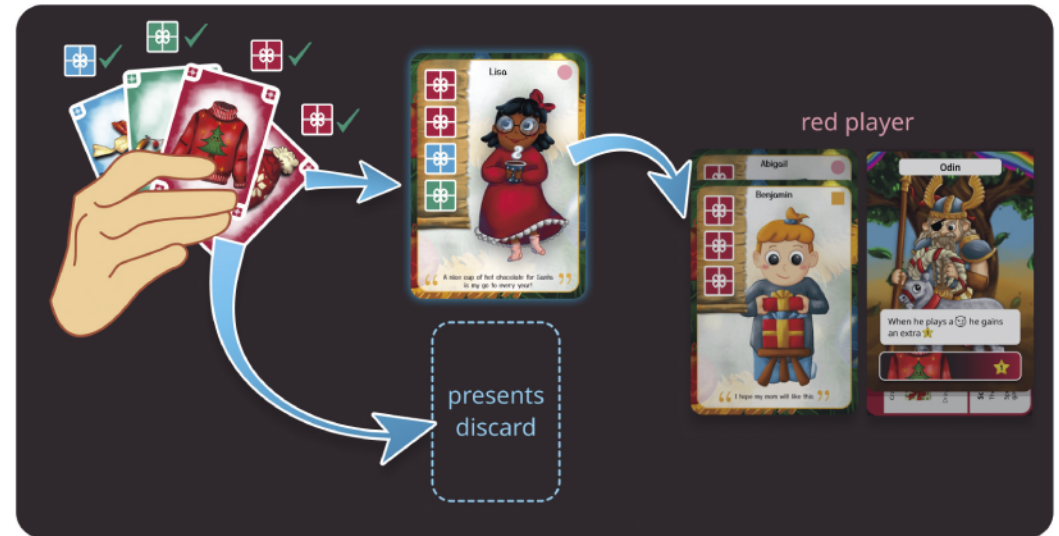 Lisa
A nice cup of hot chocolate for Santa
is my go to every year!
presents
discard
red player
Abigail
Benjamin
I hope my mom will like this
Odin
When he plays a he gains
an extra
1